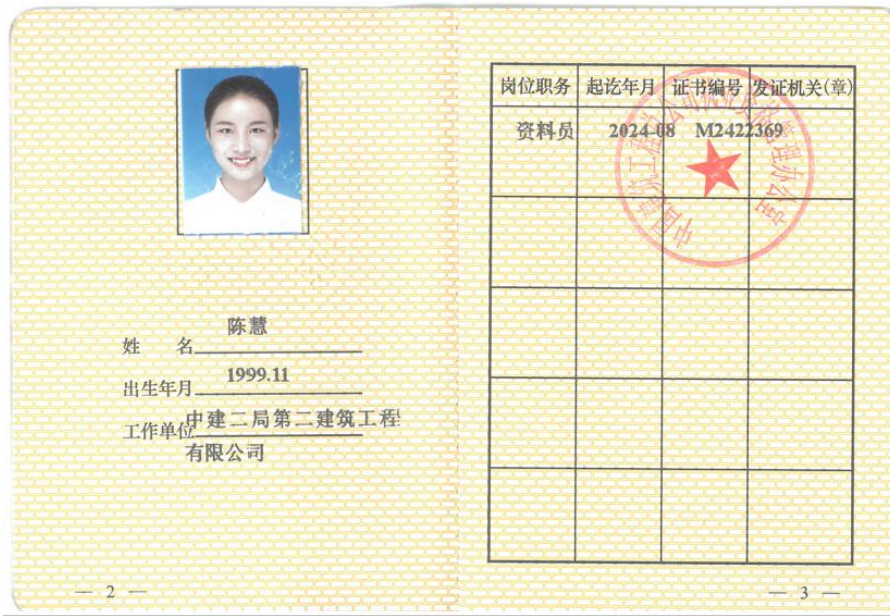 姓 名 陈慧
出生年月 1999.11
工作单位 中建二局第二建筑工程
有限公司
— 2 —
岗位职务 起讫年月 证书编号 发证机关(章)
资料员 2024-08 M2422369
— 3 —